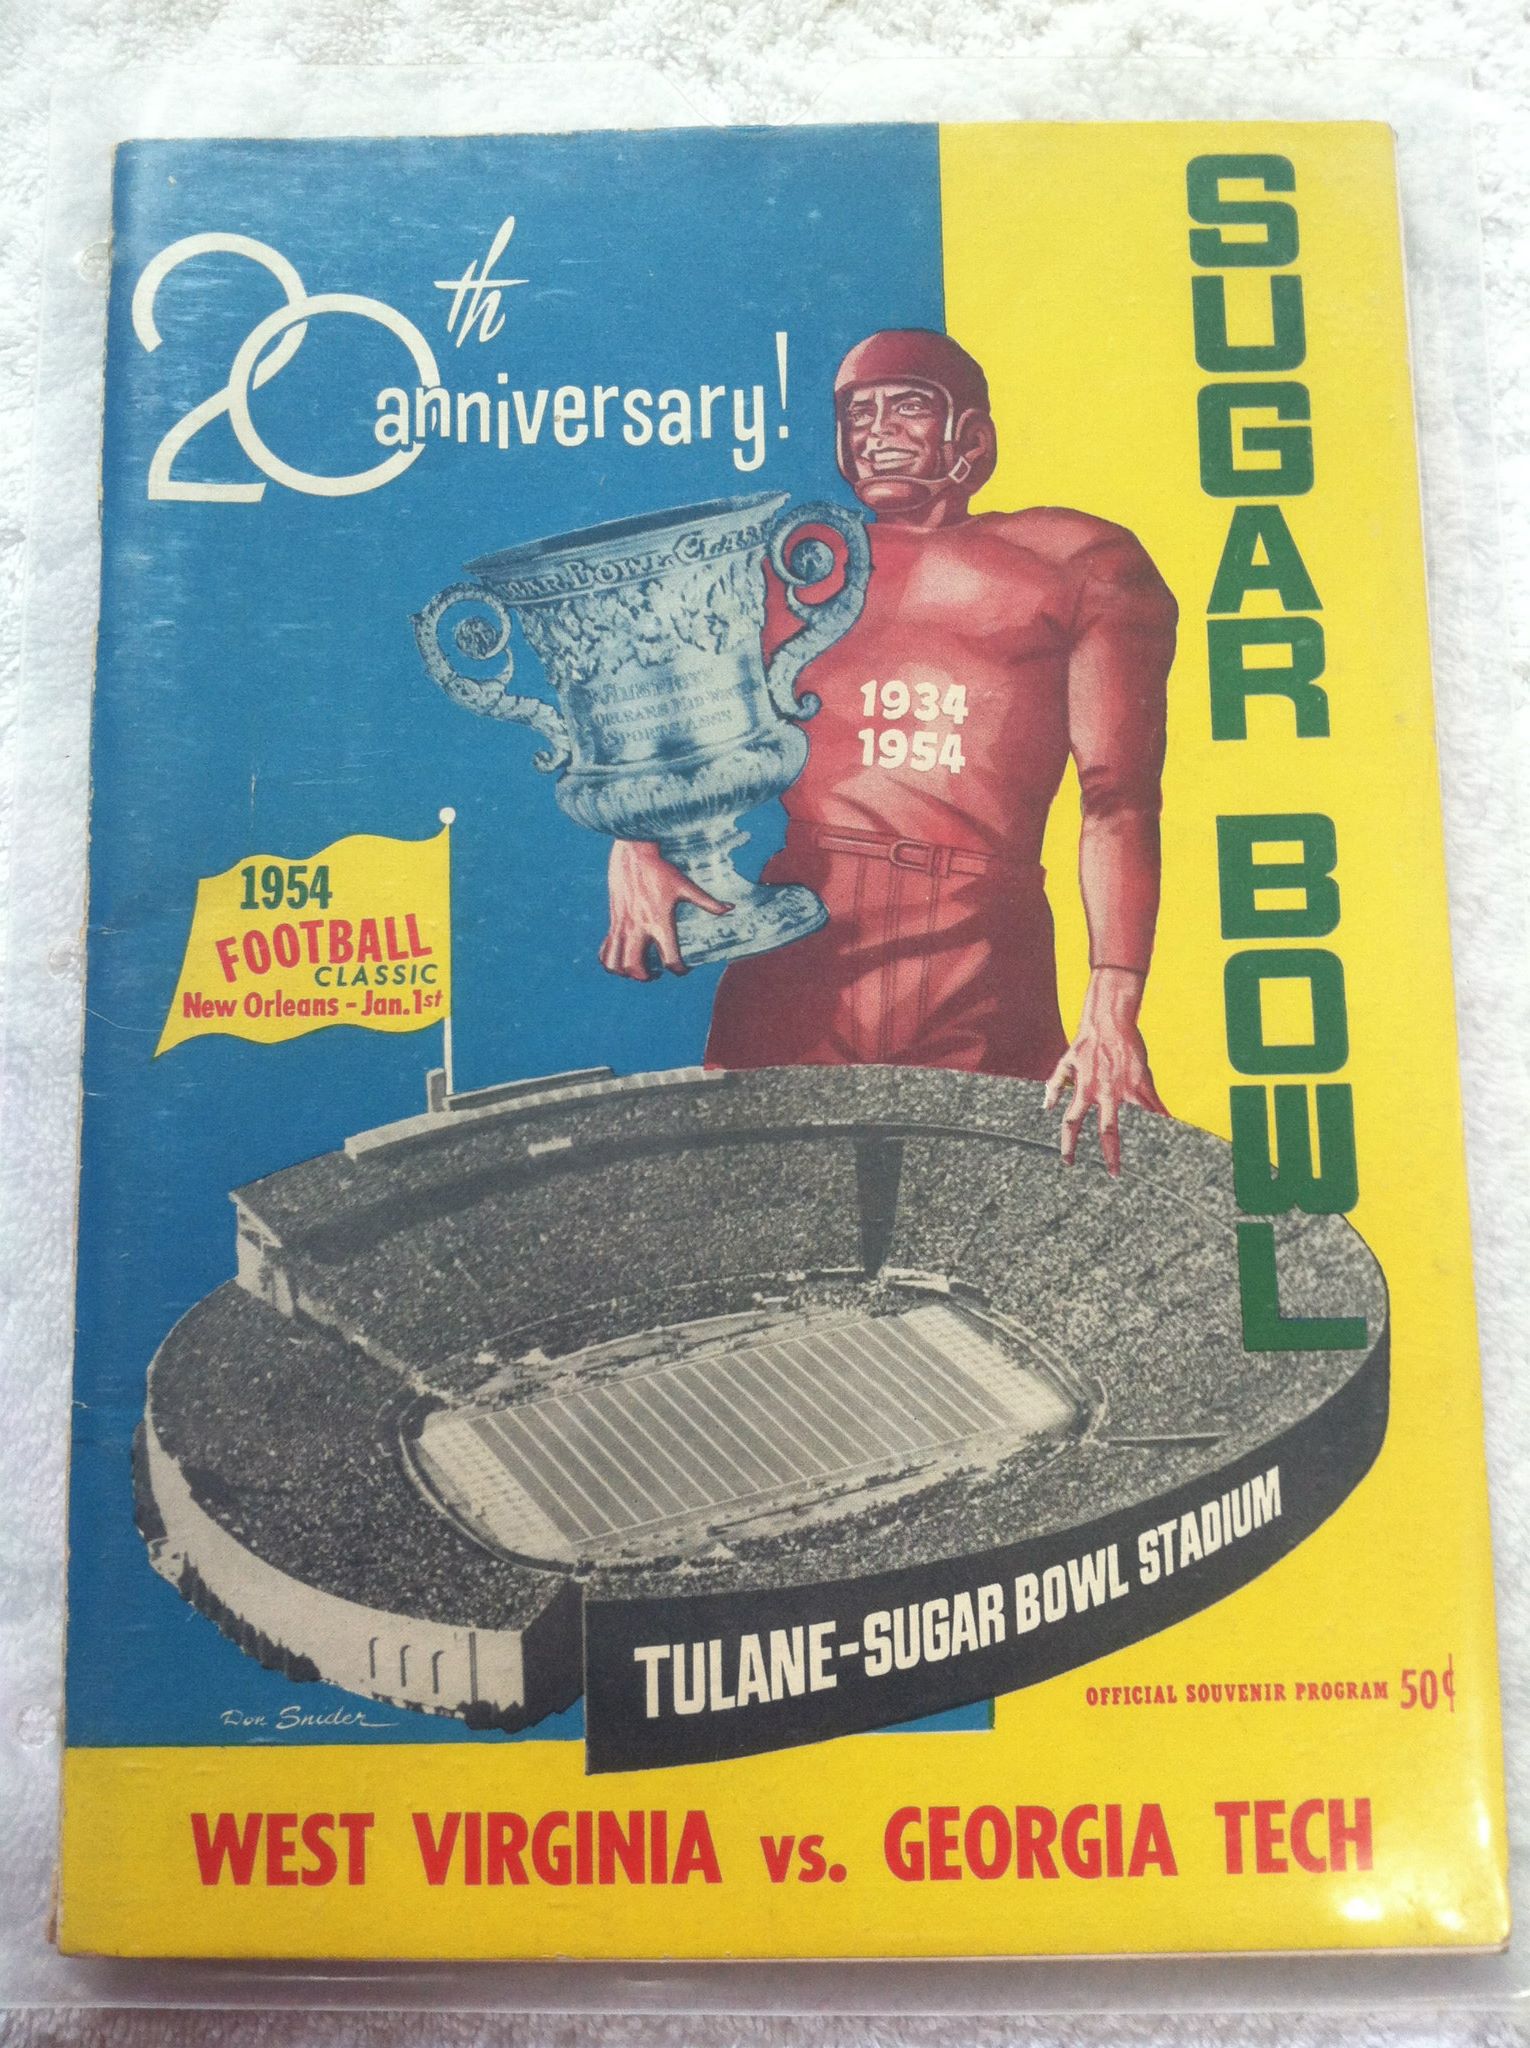 SUGAR BOWL
20th
anniversary!
1934
1954
1954
FOOTBALL
CLASSIC
New Orleans - Jan. 1st
TULANE-SUGAR BOWL STADIUM
Don Snider
OFFICIAL SOUVENIR PROGRAM 50¢
WEST VIRGINIA vs. GEORGIA TECH